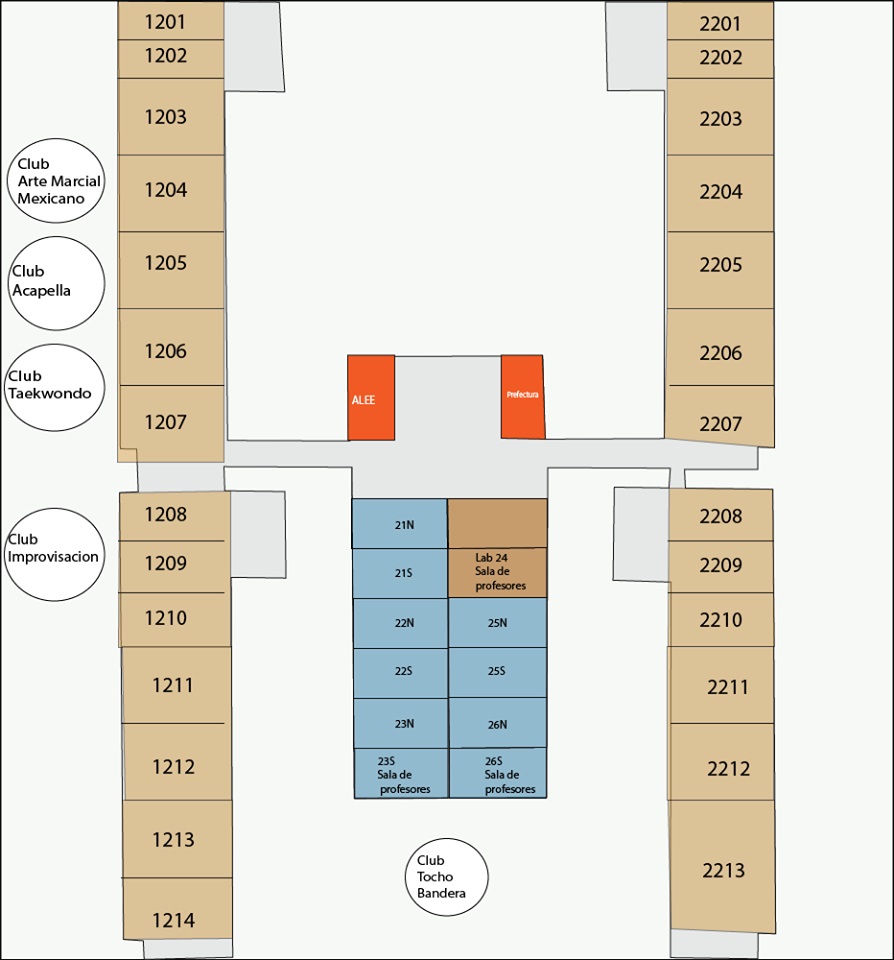 1201
1202
1203
1204
1205
1206
1207
1208
1209
1210
1211
1212
1213
1214
Club
Arte Marcial
Mexicano
Club
Acapella
Club
Taekwondo
Club
Improvisacion
ALEE
Prefectura
21N
21S
22N
22S
23N
23S
Sala de
profesores
Lab 24
Sala de
profesores
25N
25S
26N
26S
Sala de
profesores
Club
Tocho
Bandera
2201
2202
2203
2204
2205
2206
2207
2208
2209
2210
2211
2212
2213